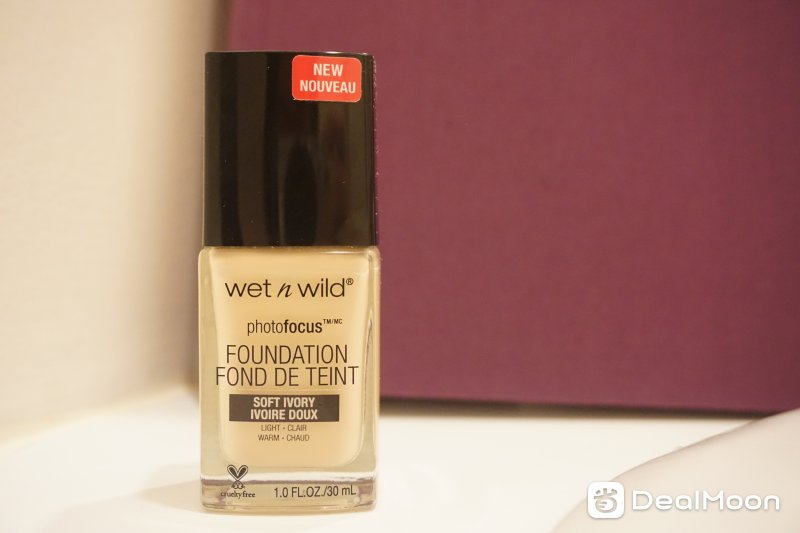 NEW
NOUVEAU
wet n wild®
photofocus™/MC
FOUNDATION
FOND DE TEINT
SOFT IVORY
IVOIRE DOUX
LIGHT • CLAIR
WARM • CHAUD
crueltyfree
1.0 FL.OZ./30 mL
DealMoon